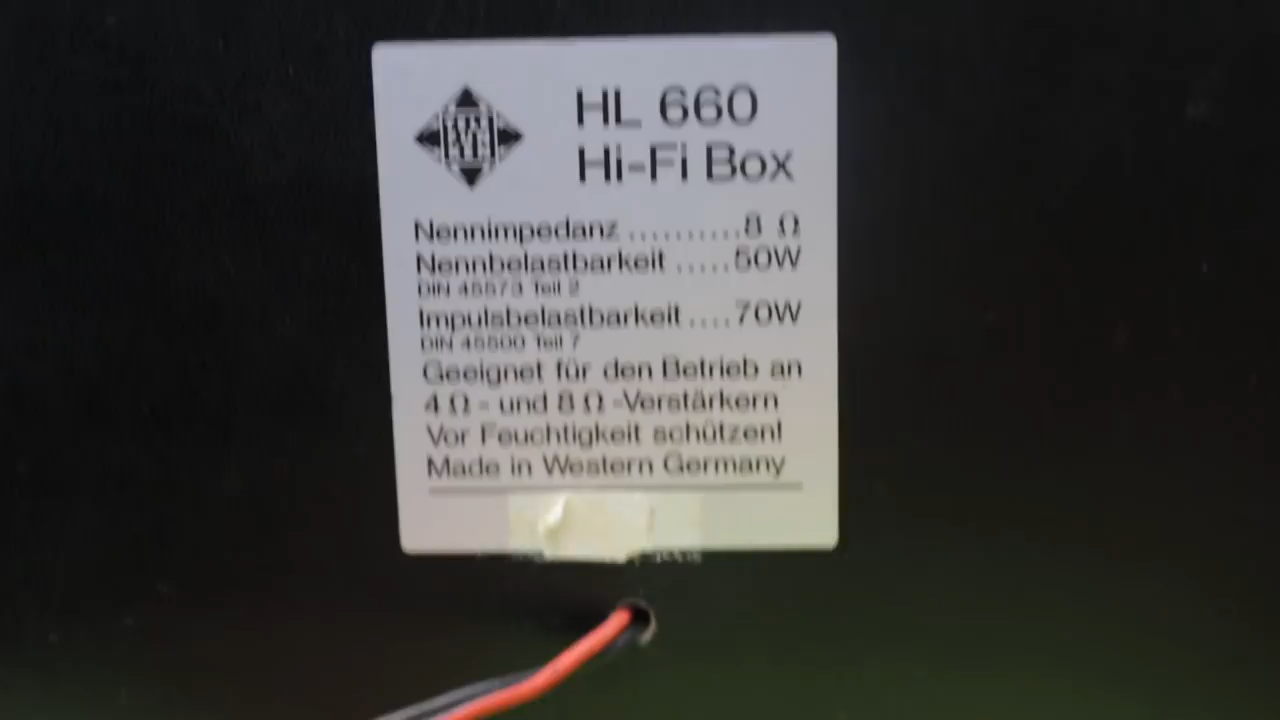 HL 660
Hi-Fi Box
Nennimpedanz ..........8 Ω
Nennbelastbarkeit .....50W
DIN 45573 Teil 2
Impulsbelastbarkeit ....70W
DIN 45500 Teil 7
Geeignet für den Betrieb an
4 Ω - und 8 Ω -Verstärkern
Vor Feuchtigkeit schützen!
Made in Western Germany